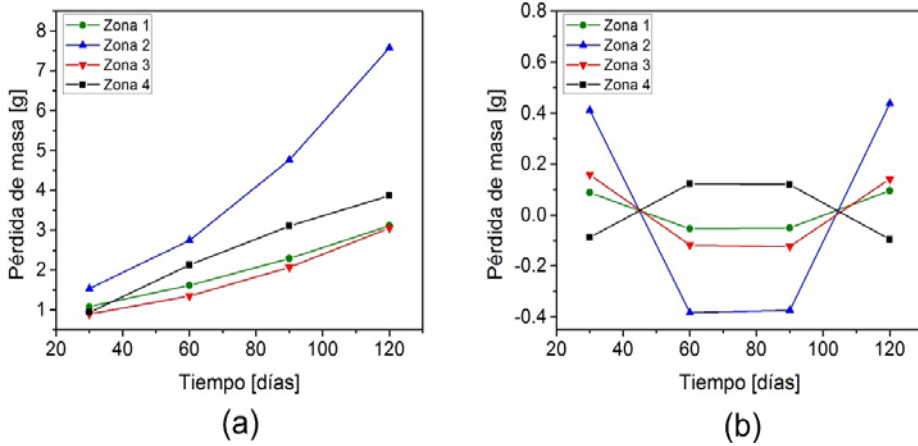 Zona 1
Zona 2
Zona 3
Zona 4
Pérdida de masa [g]
8
7
6
5
4
3
2
1
20
40
60
80
100
120
Tiempo [días]
(a)
Zona 1
Zona 2
Zona 3
Zona 4
Pérdida de masa [g]
0.8
0.6
0.4
0.2
0.0
-0.2
-0.4
20
40
60
80
100
120
Tiempo [días]
(b)